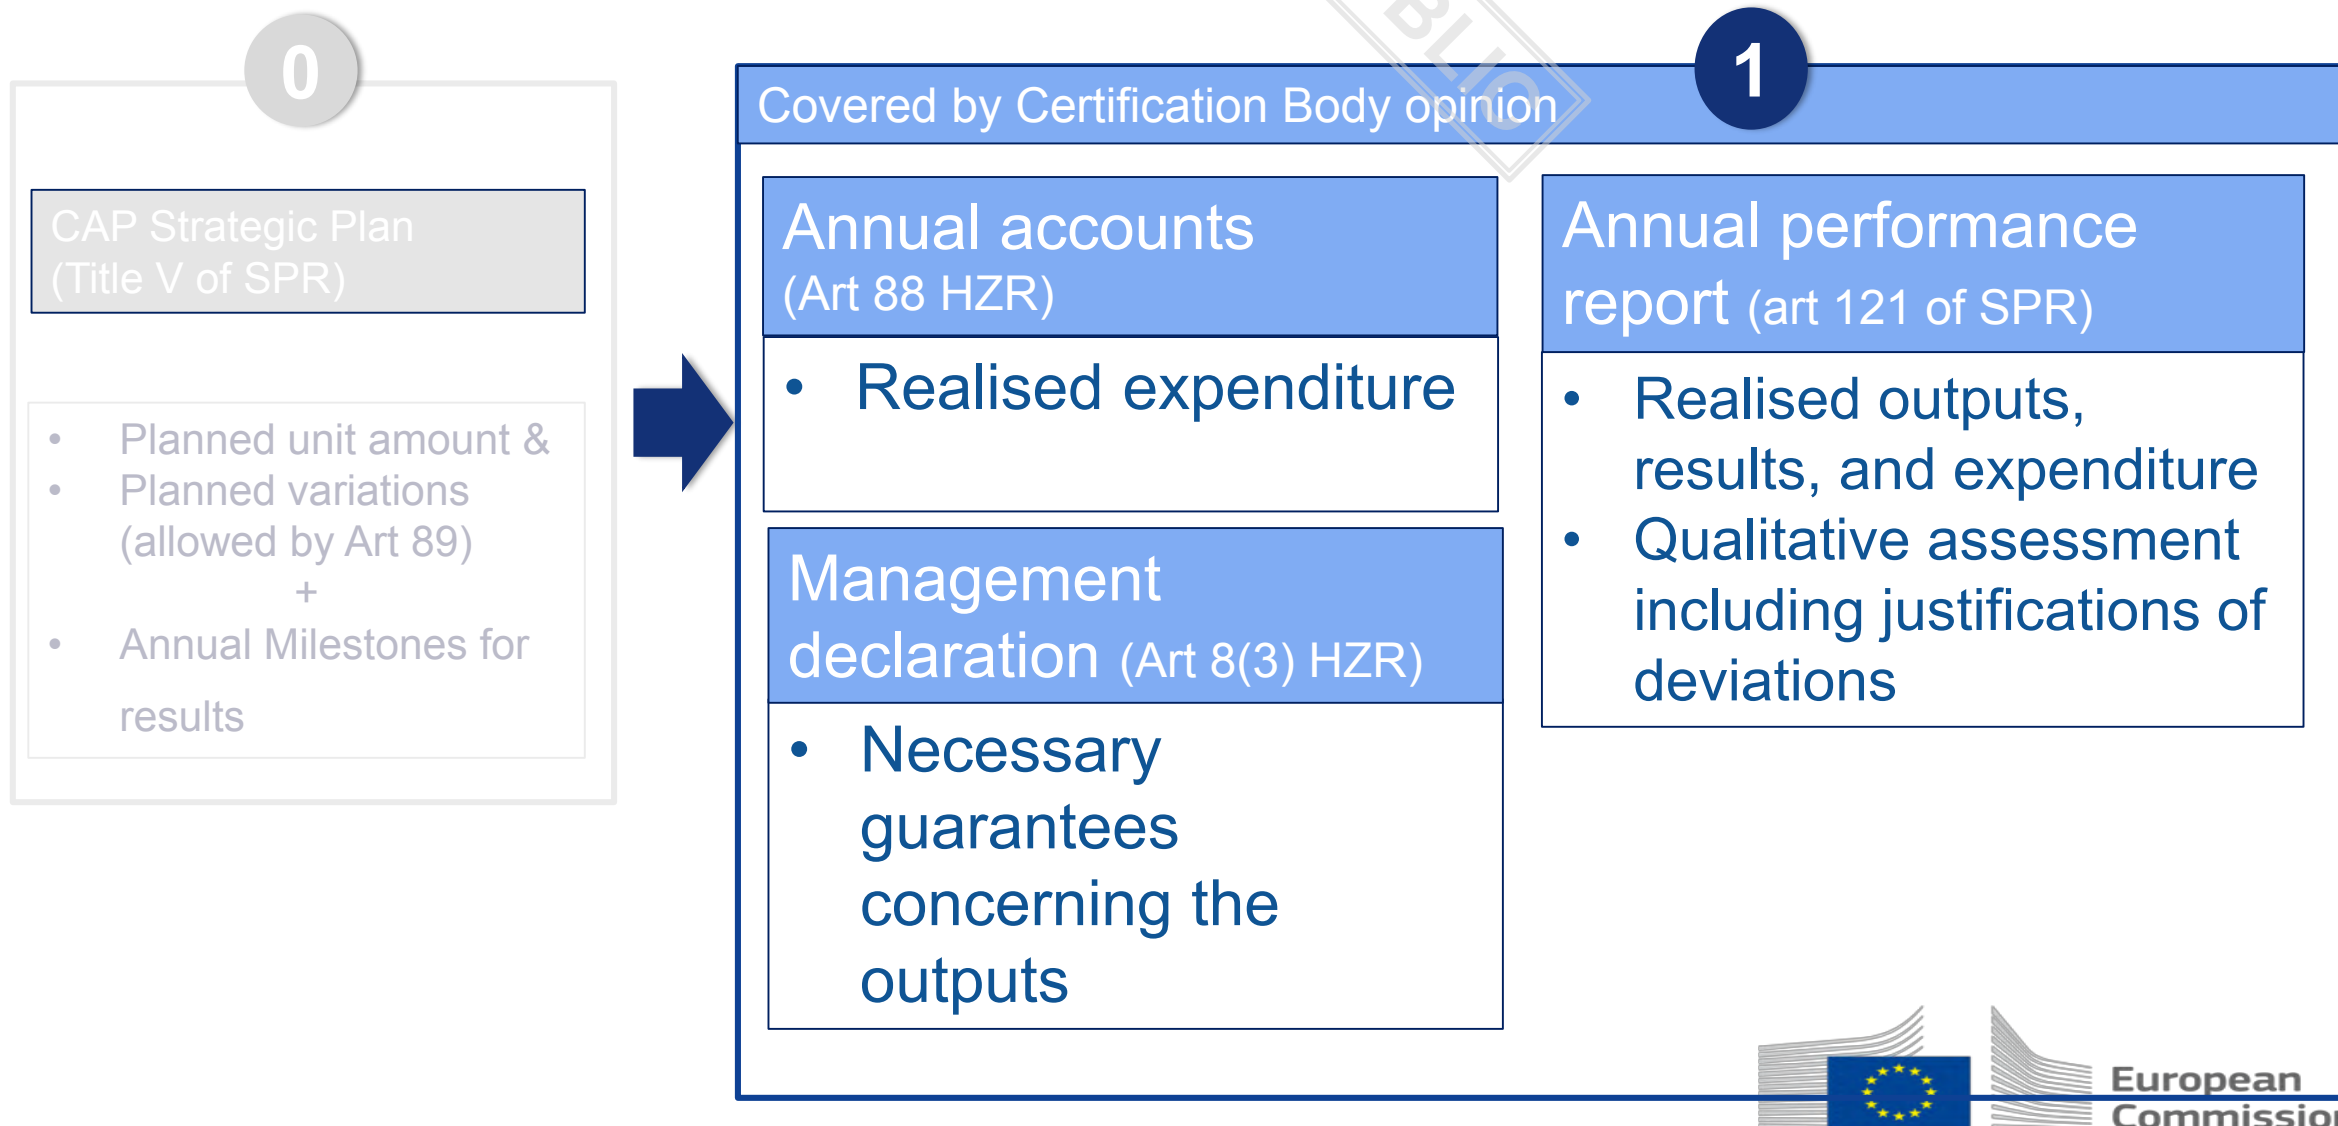 0
CAP Strategic Plan
(Title V of SPR)
• Planned unit amount &
• Planned variations
(allowed by Art 89)
+
• Annual Milestones for
results
1
Covered by Certification Body opinion
Annual accounts
(Art 88 HZR)
• Realised expenditure
Management
declaration (Art 8(3) HZR)
• Necessary
guarantees
concerning the
outputs
Annual performance
report (art 121 of SPR)
• Realised outputs,
results, and expenditure
• Qualitative assessment
including justifications of
deviations
BLIC
European
Commission